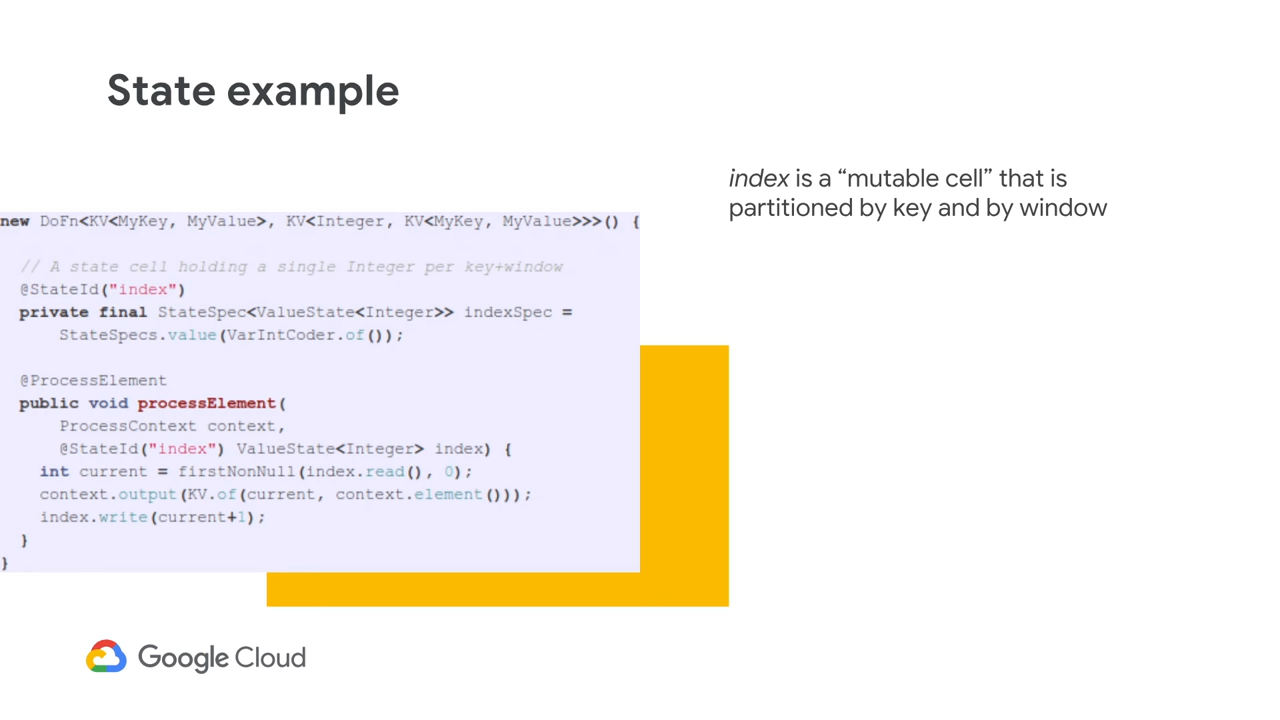 State example
index is a “mutable cell” that is
partitioned by key and by window
new DoFn<KV<MyKey, MyValue>, KV<Integer, KV<MyKey, MyValue>>>() {
// A state cell holding a single Integer per key+window
@StateId("index")
private final StateSpec<ValueState<Integer>> indexSpec =
StateSpecs.value(VarIntCoder.of());
@ProcessElement
public void processElement(
ProcessContext context,
@StateId("index") ValueState<Integer> index) {
int current = firstNonNull(index.read(), 0);
context.output(KV.of(current, context.element()));
index.write(current+1);
}
}
Google Cloud